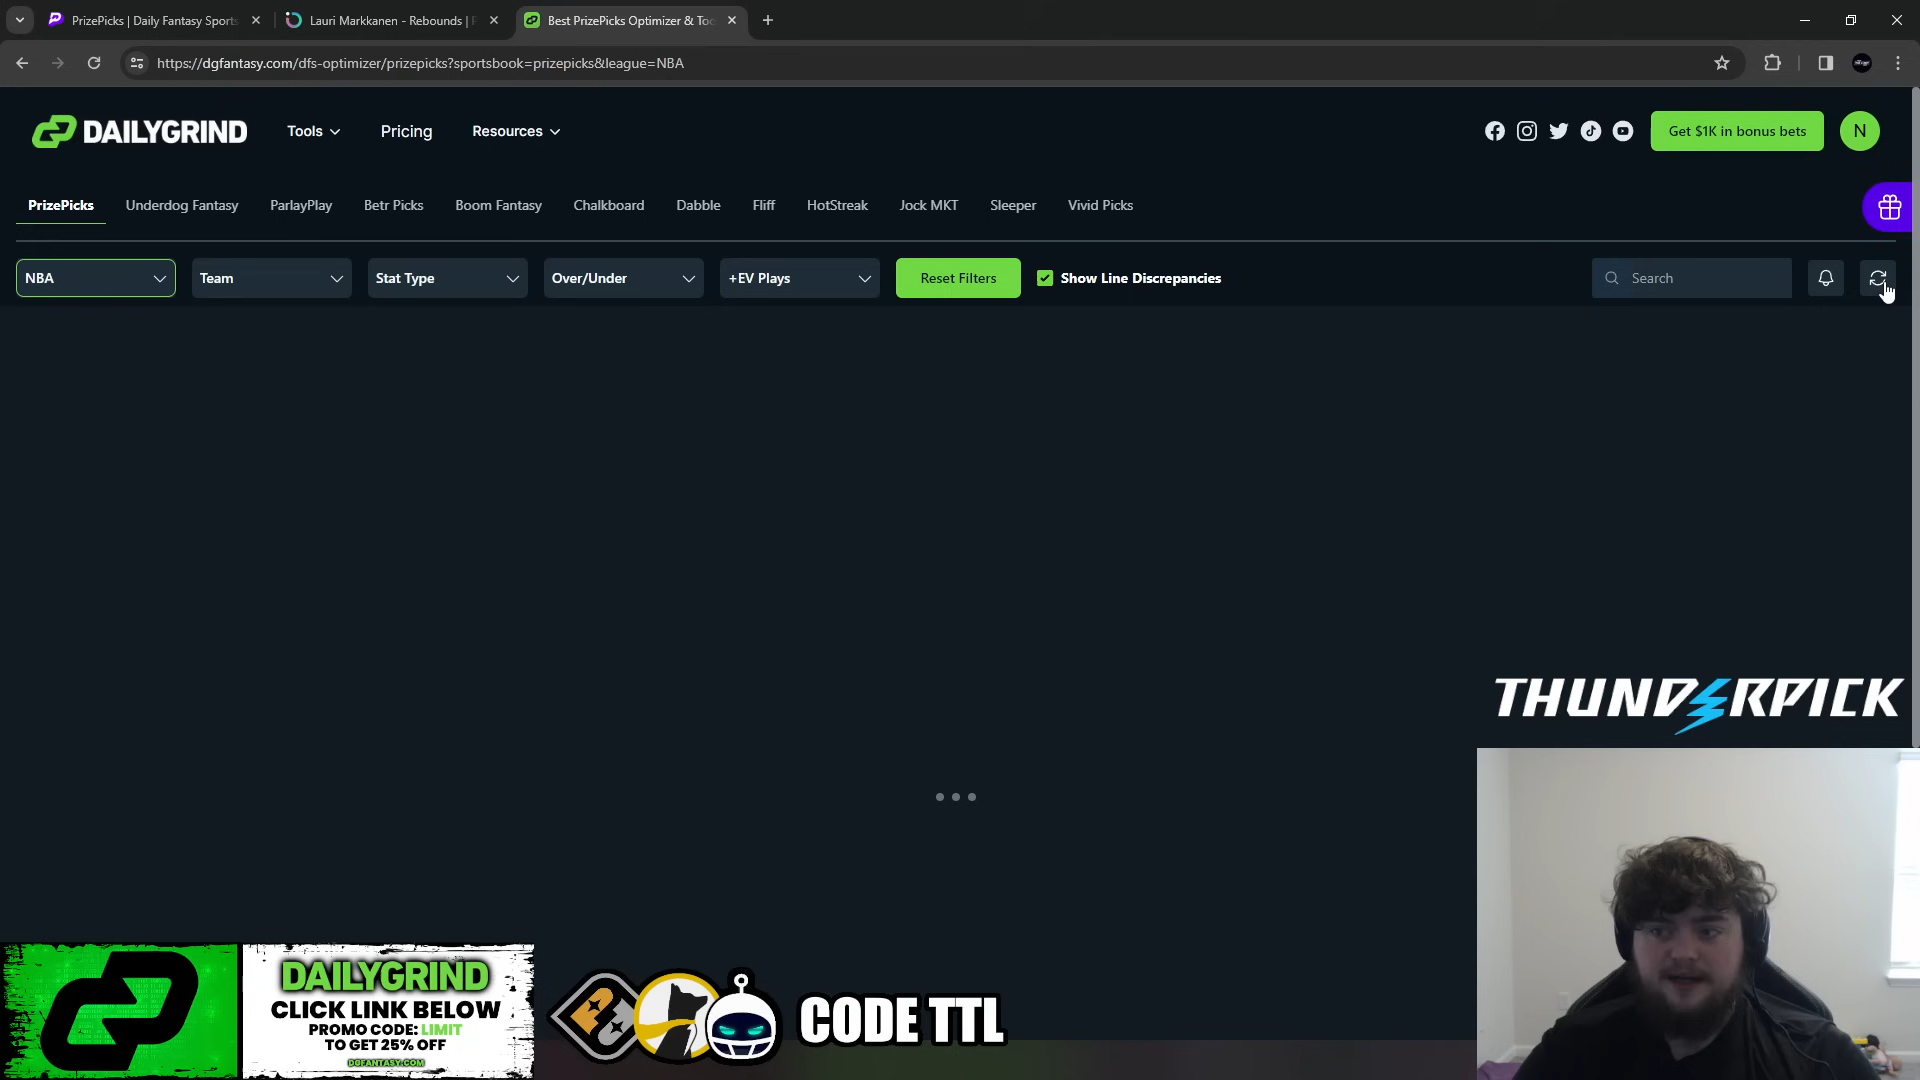 PrizePicks | Daily Fantasy Sports
Lauri Markkanen - Rebounds |
Best PrizePicks Optimizer & Too
https://dgfantasy.com/dfs-optimizer/prizepicks?sportsbook=prizepicks&league=NBA
DAILYGRIND
Tools
Pricing
Resources
Get $1K in bonus bets
N
PrizePicks
Underdog Fantasy
ParlayPlay
Betr Picks
Boom Fantasy
Chalkboard
Dabble
Fliff
HotStreak
Jock MKT
Sleeper
Vivid Picks
NBA
Team
Stat Type
Over/Under
+EV Plays
Reset Filters
Show Line Discrepancies
Search
THUNDERPICK
DAILYGRIND
CLICK LINK BELOW
PROMO CODE: LIMIT
TO GET 25% OFF
DGFANTASY.COM
CODE TTL